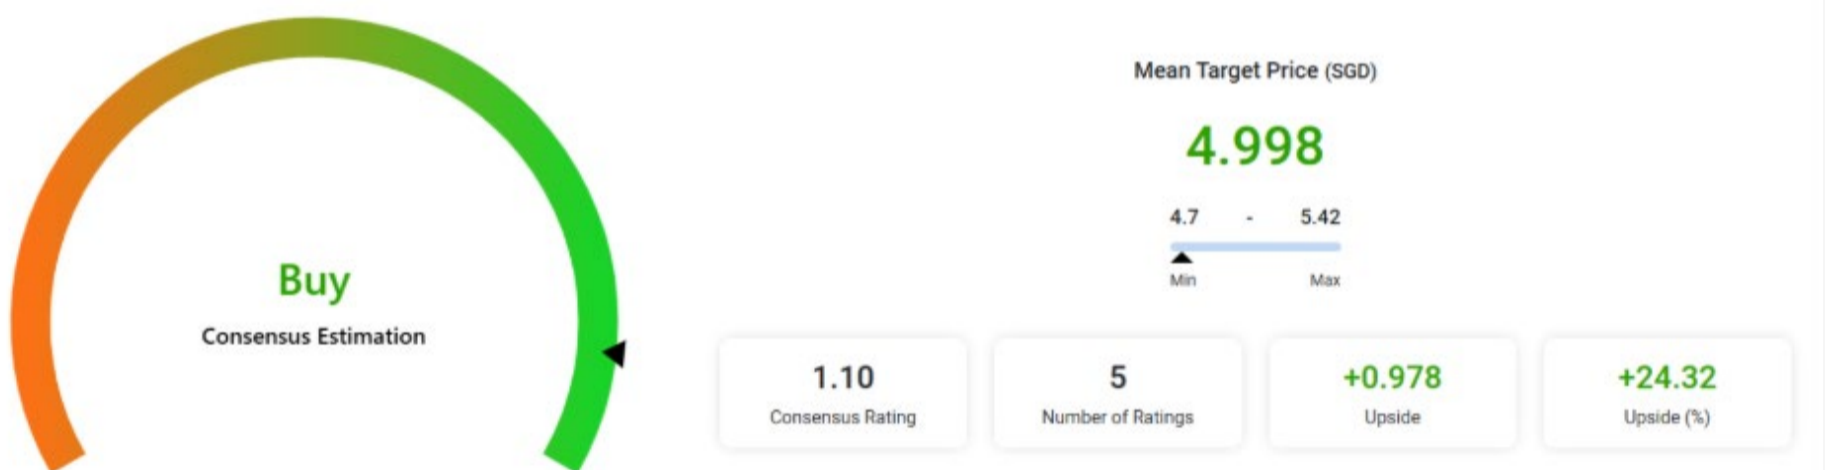 Buy
Consensus Estimation
Mean Target Price (SGD)
4.998
4.7 - 5.42
Min Max
1.10
Consensus Rating
5
Number of Ratings
+0.978
Upside
+24.32
Upside (%)